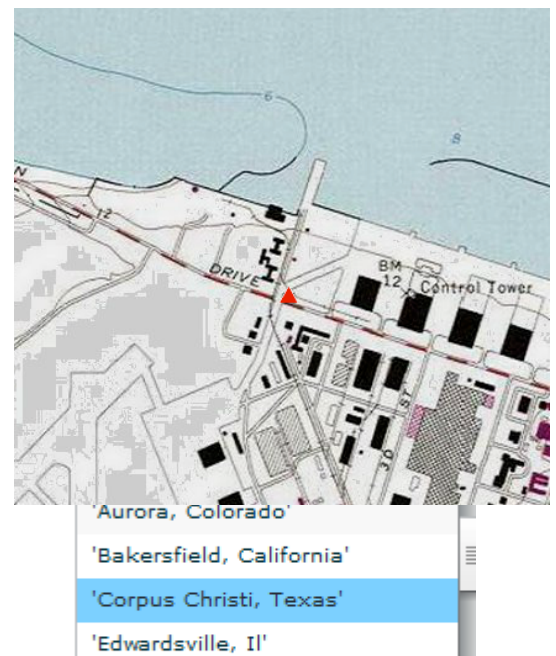 6
8
N
12
DRIVE
BM
12
Control Tower
30
'Aurora, Colorado'
'Bakersfield, California'
'Corpus Christi, Texas'
'Edwardsville, Il'